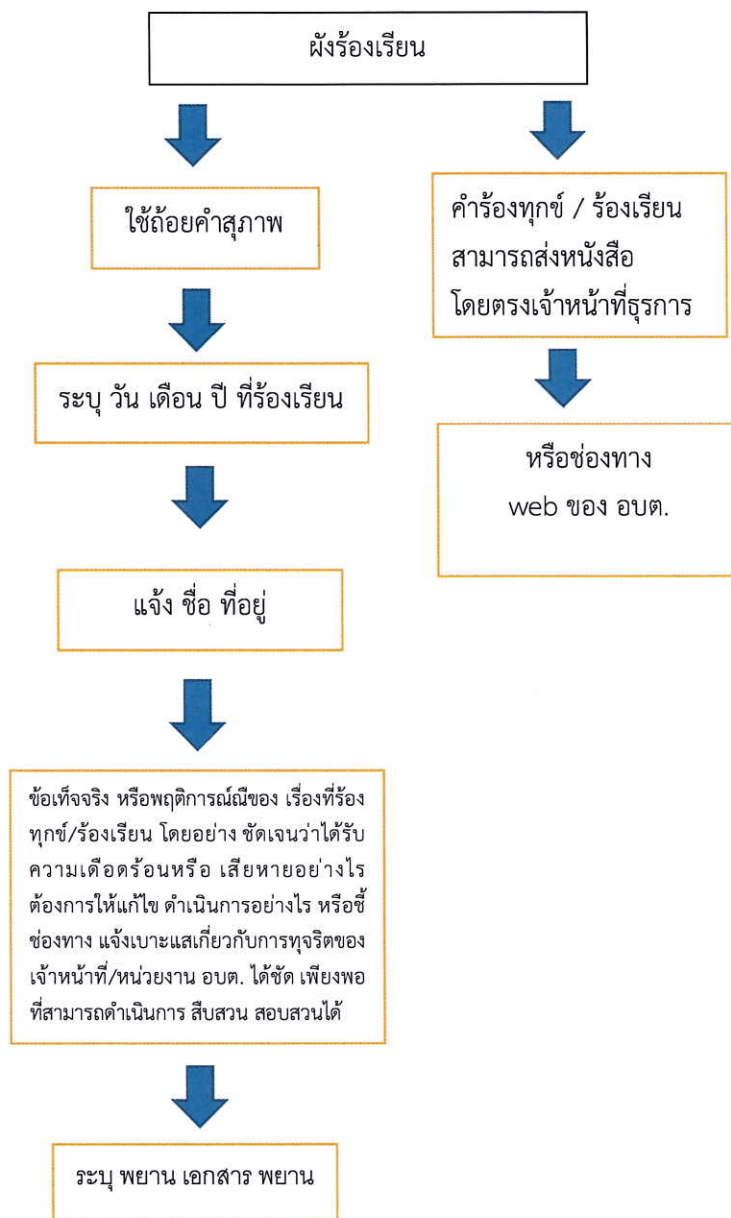 ผังร้องเรียน
ใช้ถ้อยคำสุภาพ
ระบุ วัน เดือน ปี ที่ร้องเรียน
แจ้ง ชื่อ ที่อยู่
ข้อเท็จจริง หรือพฤติการณ์ณีของ เรื่องที่ร้อง
ทุกข์/ร้องเรียน โดยอย่าง ชัดเจนว่าได้รับ
ความเดือดร้อนหรือ เสียหายอย่างไร
ต้องการให้แก้ไข ดำเนินการอย่างไร หรือชี้
ช่องทาง แจ้งเบาะแสเกี่ยวกับการทุจริตของ
เจ้าหน้าที่/หน่วยงาน อบต. ได้ชัด เพียงพอ
ที่สามารถดำเนินการ สืบสวน สอบสวนได้
ระบุ พยาน เอกสาร พยาน
คำร้องทุกข์ / ร้องเรียน
สามารถส่งหนังสือ
โดยตรงเจ้าหน้าที่ธุรการ
หรือช่องทาง
web ของ อบต.